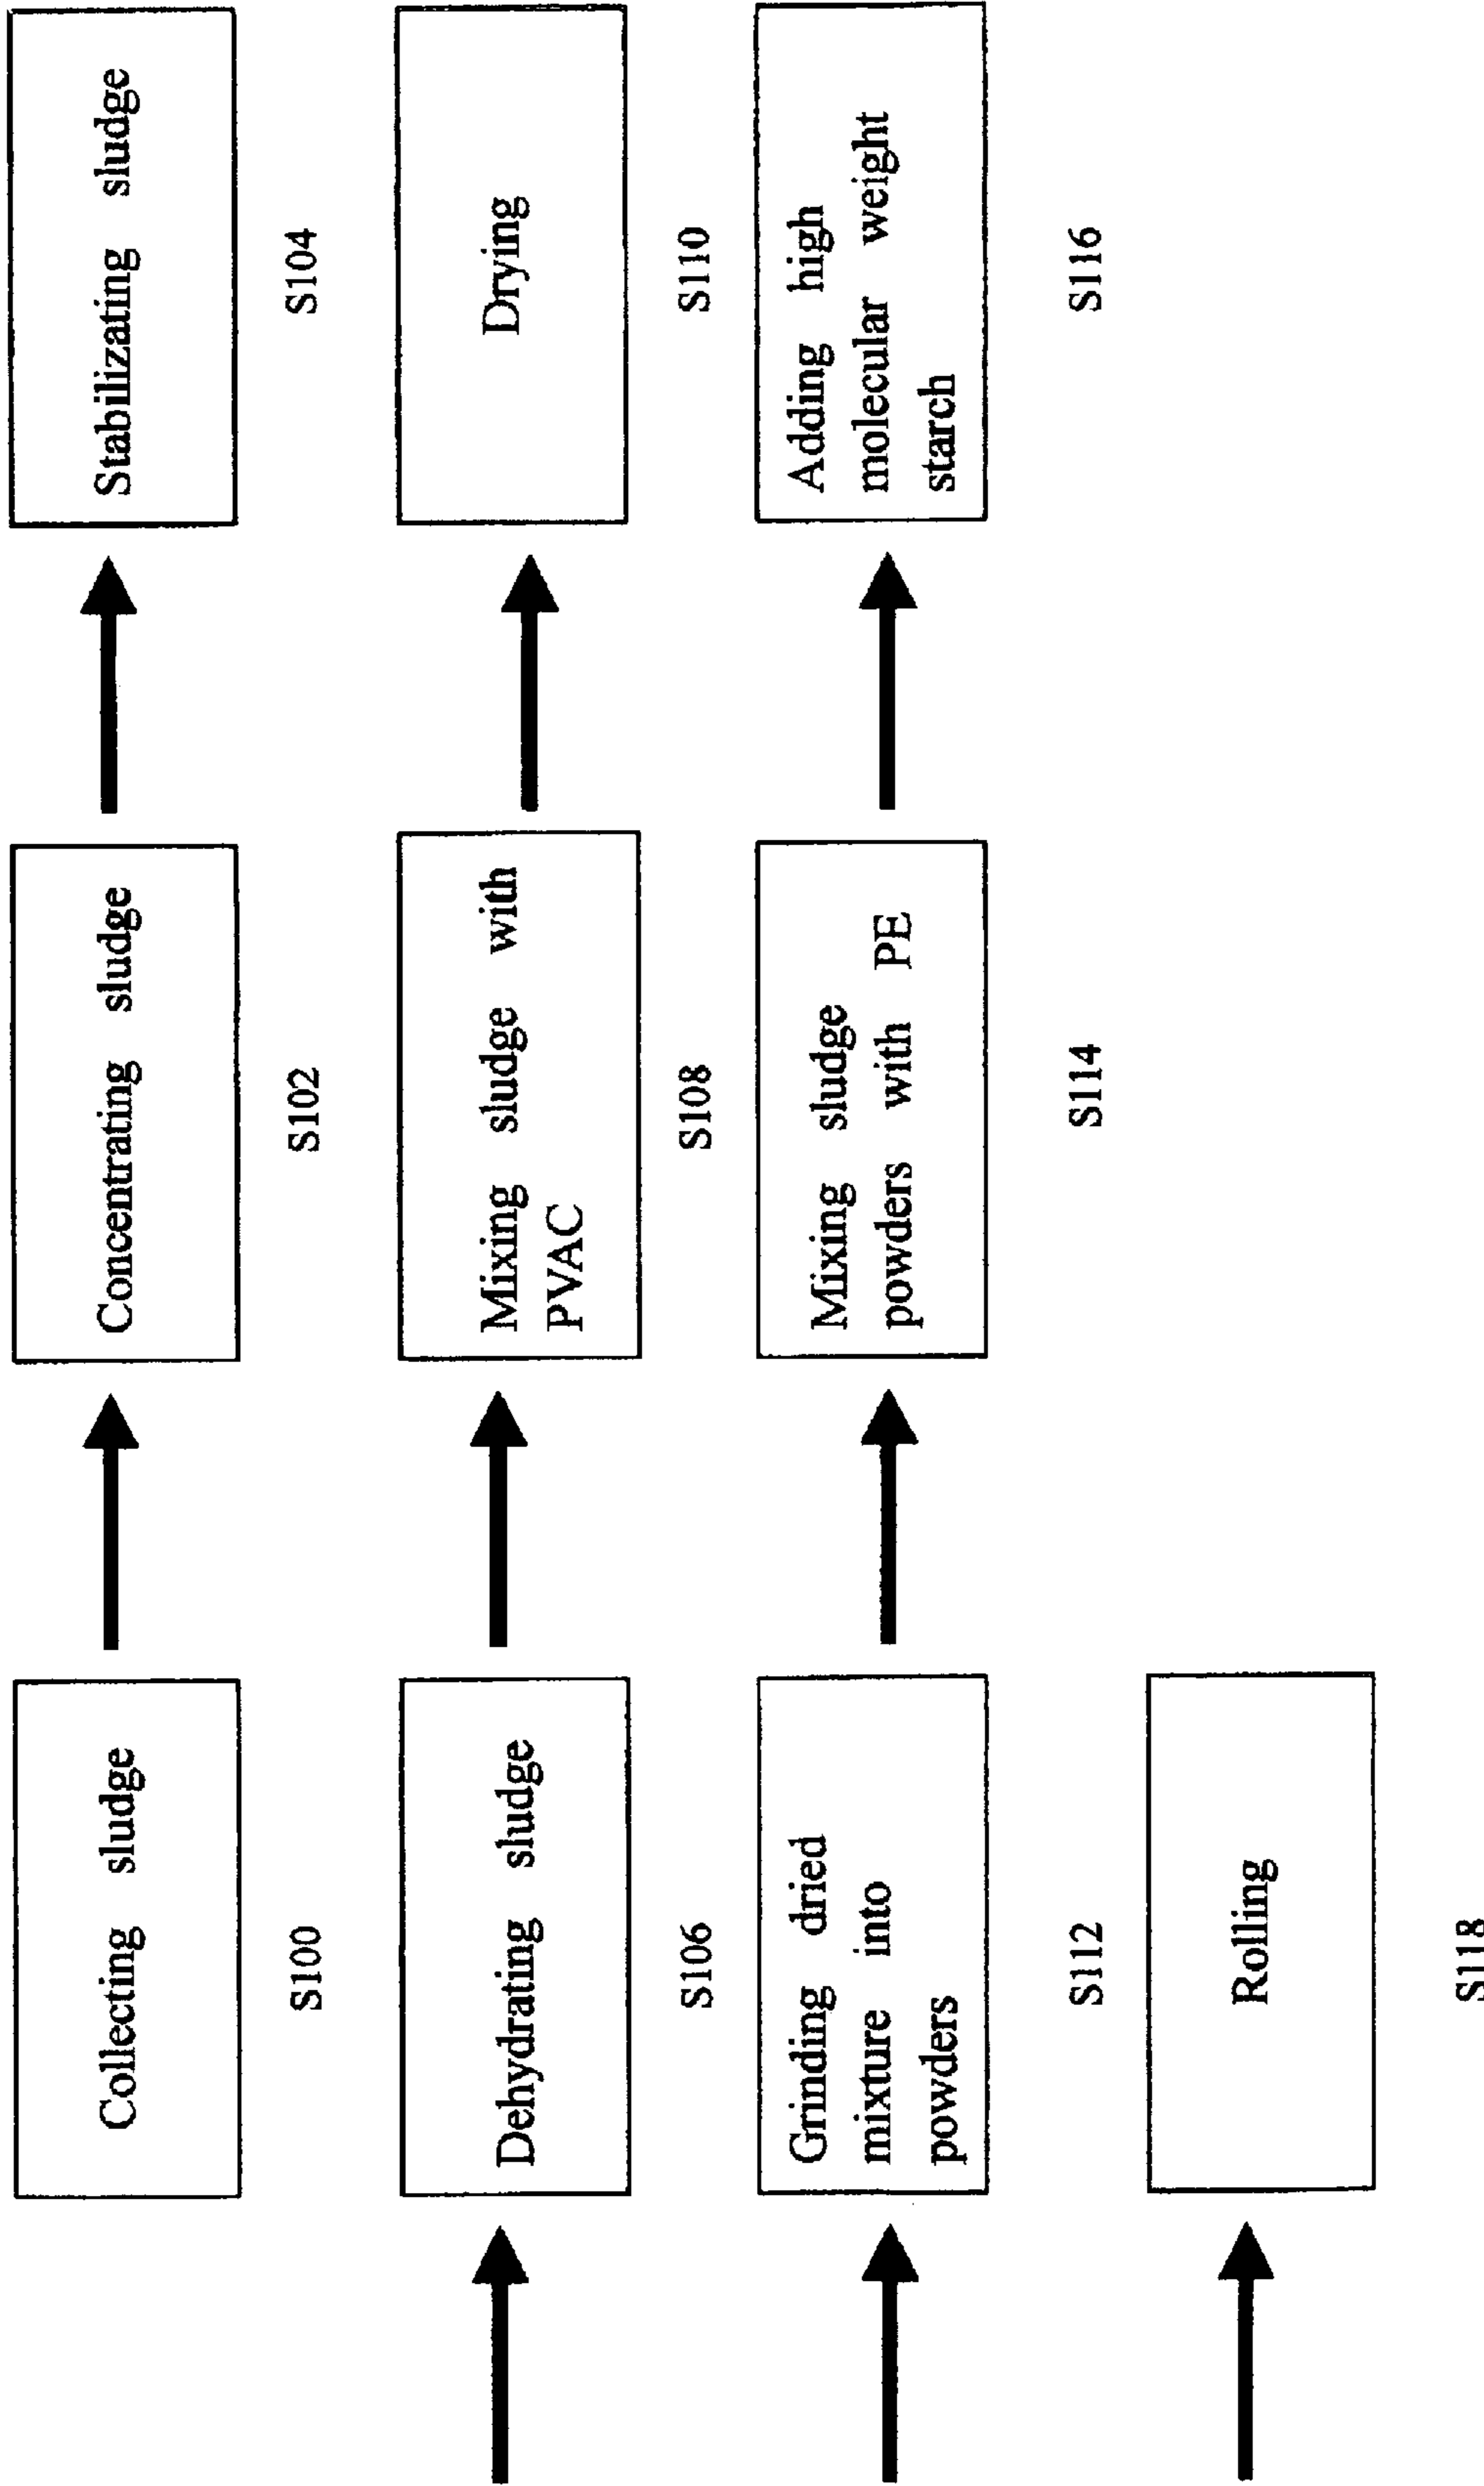 Collecting sludge
S100
Concentrating sludge
S102
Stabilizating sludge
S104
Dehydrating sludge
S106
Mixing sludge with
PVAC
S108
Drying
S110
Grinding dried
mixture into
powders
S112
Mixing sludge
powders with PE
S114
Adding high
molecular weight
starch
S116
Rolling
S118